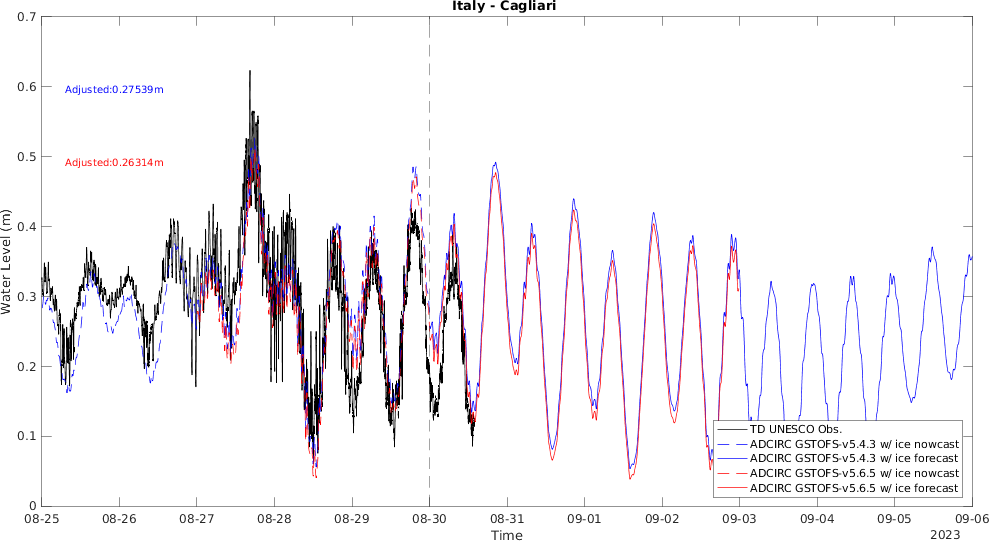 Italy - Cagliari
0.7
0.6
0.5
0.4
0.3
0.2
0.1
0
Water Level (m)
Adjusted:0.27539m
Adjusted:0.26314m
TD UNESCO Obs.
ADCIRC GSTOFS-v5.4.3 w/ ice nowcast
ADCIRC GSTOFS-v5.4.3 w/ ice forecast
ADCIRC GSTOFS-v5.6.5 w/ ice nowcast
ADCIRC GSTOFS-v5.6.5 w/ ice forecast
08-25 08-26 08-27 08-28 08-29 08-30 08-31 09-01 09-02 09-03 09-04 09-05 09-06
Time
2023